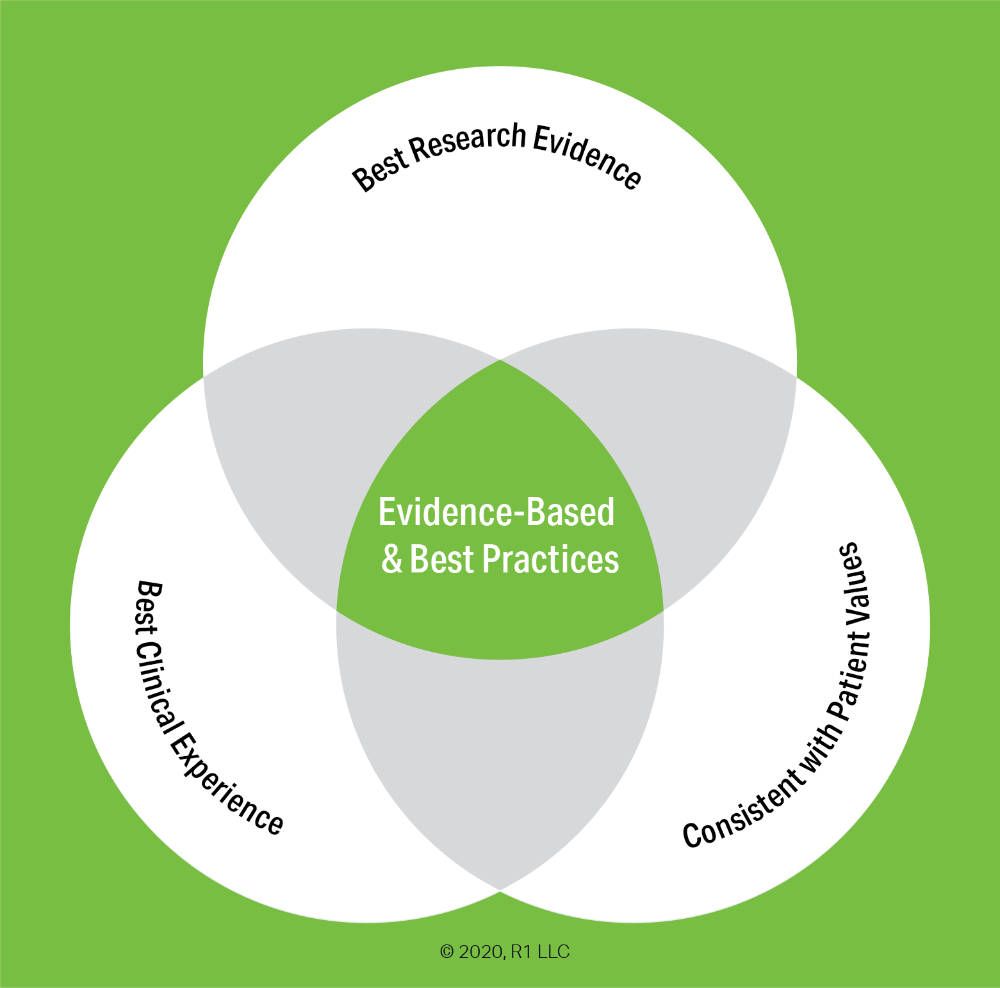 Best Research Evidence
Evidence-Based
& Best Practices
Best Clinical Experience
Consistent with Patient Values
© 2020, R1 LLC